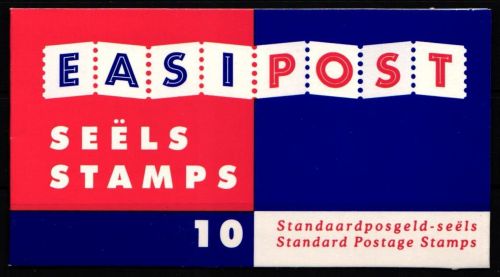 EASIPOST
SEËLS
STAMPS
10
Standaardposgeld-seëls
Standard Postage Stamps